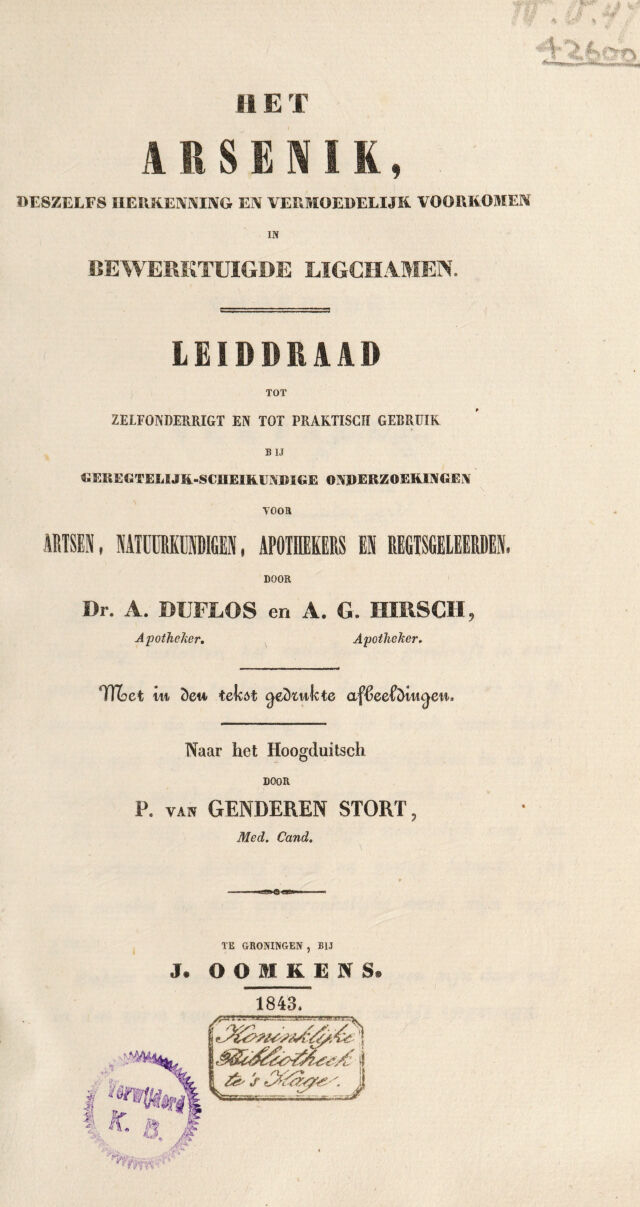 42600
HET
ARSENIK,
DESZELFS HERKENNING EN VERMOEDELIJK VOORKOMEN
IN
BEWERKTUIGDE LIGCHAMEN.
LEIDDRAAD
TOT
ZELFONDERRIGT EN TOT PRAKTISCH GEBRUIK
BIJ
GEREGTELIJK-SCHEIKUNDIGE ONDERZOEKINGEN
VOOR
ARTSEN, NATUURKUNDIGEN, APOTHEKERS EN REGTSGELEERDEN.
DOOR
Dr. A. DUFLOS en A. G. HIRSCH,
Apotheker. Apotheker.
Met in den tekst gedrukte afbeeldingen.
Naar het Hoogduitsch
DOOR
P. VAN GENDEREN STORT,
Med. Cand.
TE GRONINGEN, BIJ
J. OOMKENS.
1843.
Koninklijke
Bibliotheek
te 's Hage.
Verwijderd
K. B.